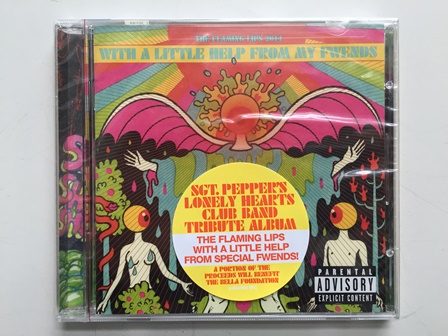 THE FLAMING LIPS 2014
WITH A LITTLE HELP FROM MY FWENDS
SGT. PEPPER'S
LONELY HEARTS
CLUB BAND
TRIBUTE ALBUM
THE FLAMING LIPS
WITH A LITTLE HELP
FROM SPECIAL FWENDS!
A PORTION OF THE
PROCEEDS WILL BENEFIT
THE BELLA FOUNDATION
PARENTAL
ADVISORY
EXPLICIT CONTENT